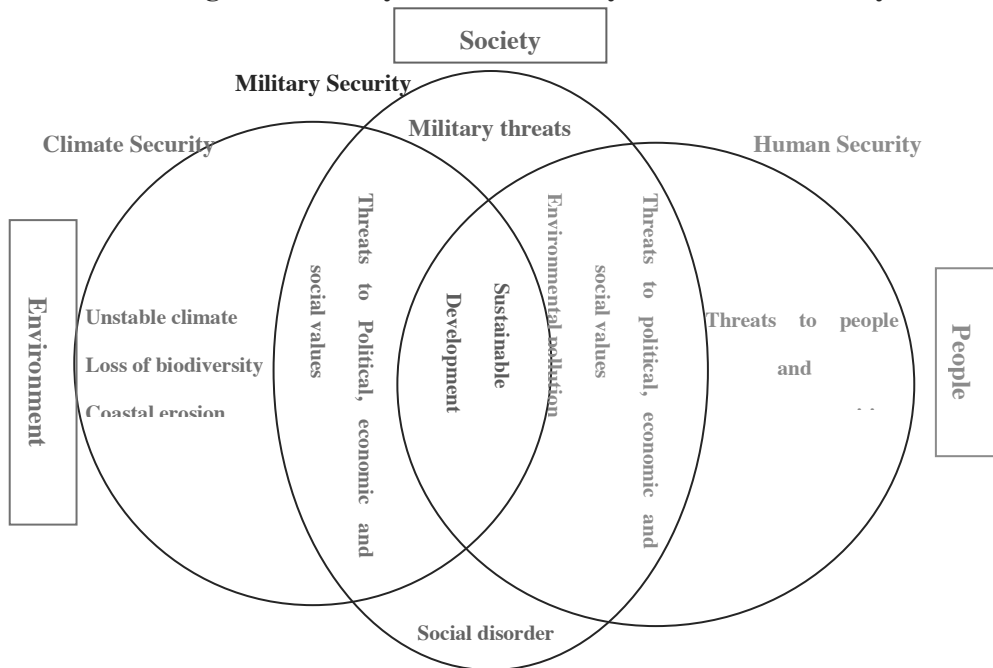 Society
Military Security
Military threats
Climate Security
Human Security
Environment
Unstable climate
Loss of biodiversity
Coastal erosion
Threats to Political, economic and
social values
Sustainable
Development
Environmental pollution
Threats to political, economic and
social values
Threats to people
and
People
Social disorder